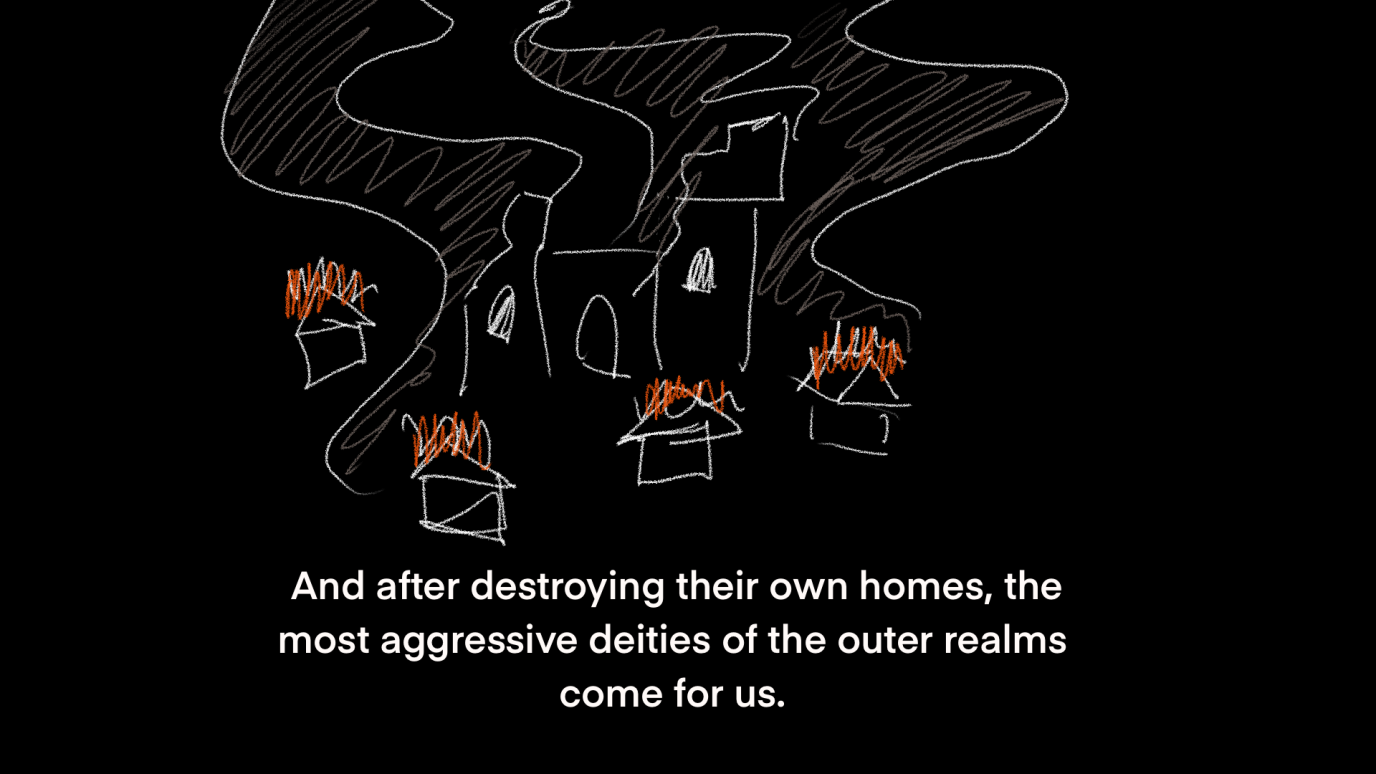 And after destroying their own homes, the
most aggressive deities of the outer realms
come for us.